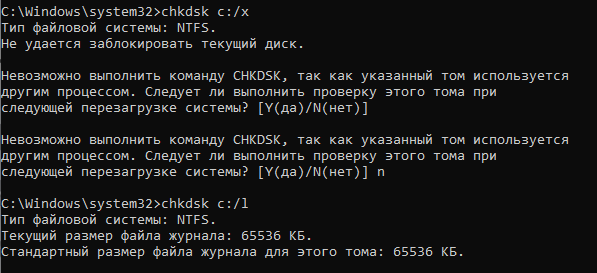 C:\Windows\system32>chkdsk c:/x
Тип файловой системы: NTFS.
Не удается заблокировать текущий диск.
Невозможно выполнить команду CHKDSK, так как указанный том используется
другим процессом. Следует ли выполнить проверку этого тома при
следующей перезагрузке системы? [Y(да)/N(нет)]
Невозможно выполнить команду CHKDSK, так как указанный том используется
другим процессом. Следует ли выполнить проверку этого тома при
следующей перезагрузке системы? [Y(да)/N(нет)] n
C:\Windows\system32>chkdsk c:/l
Тип файловой системы: NTFS.
Текущий размер файла журнала: 65536 КБ.
Стандартный размер файла журнала для этого тома: 65536 КБ.